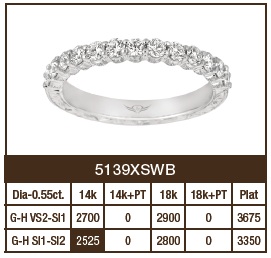 5139XSWB
Dia-0.55ct. 14k 14k+PT 18k 18k+PT Plat
G-H VS2-SI1 2700 0 2900 0 3675
G-H SI1-SI2 2525 0 2800 0 3350